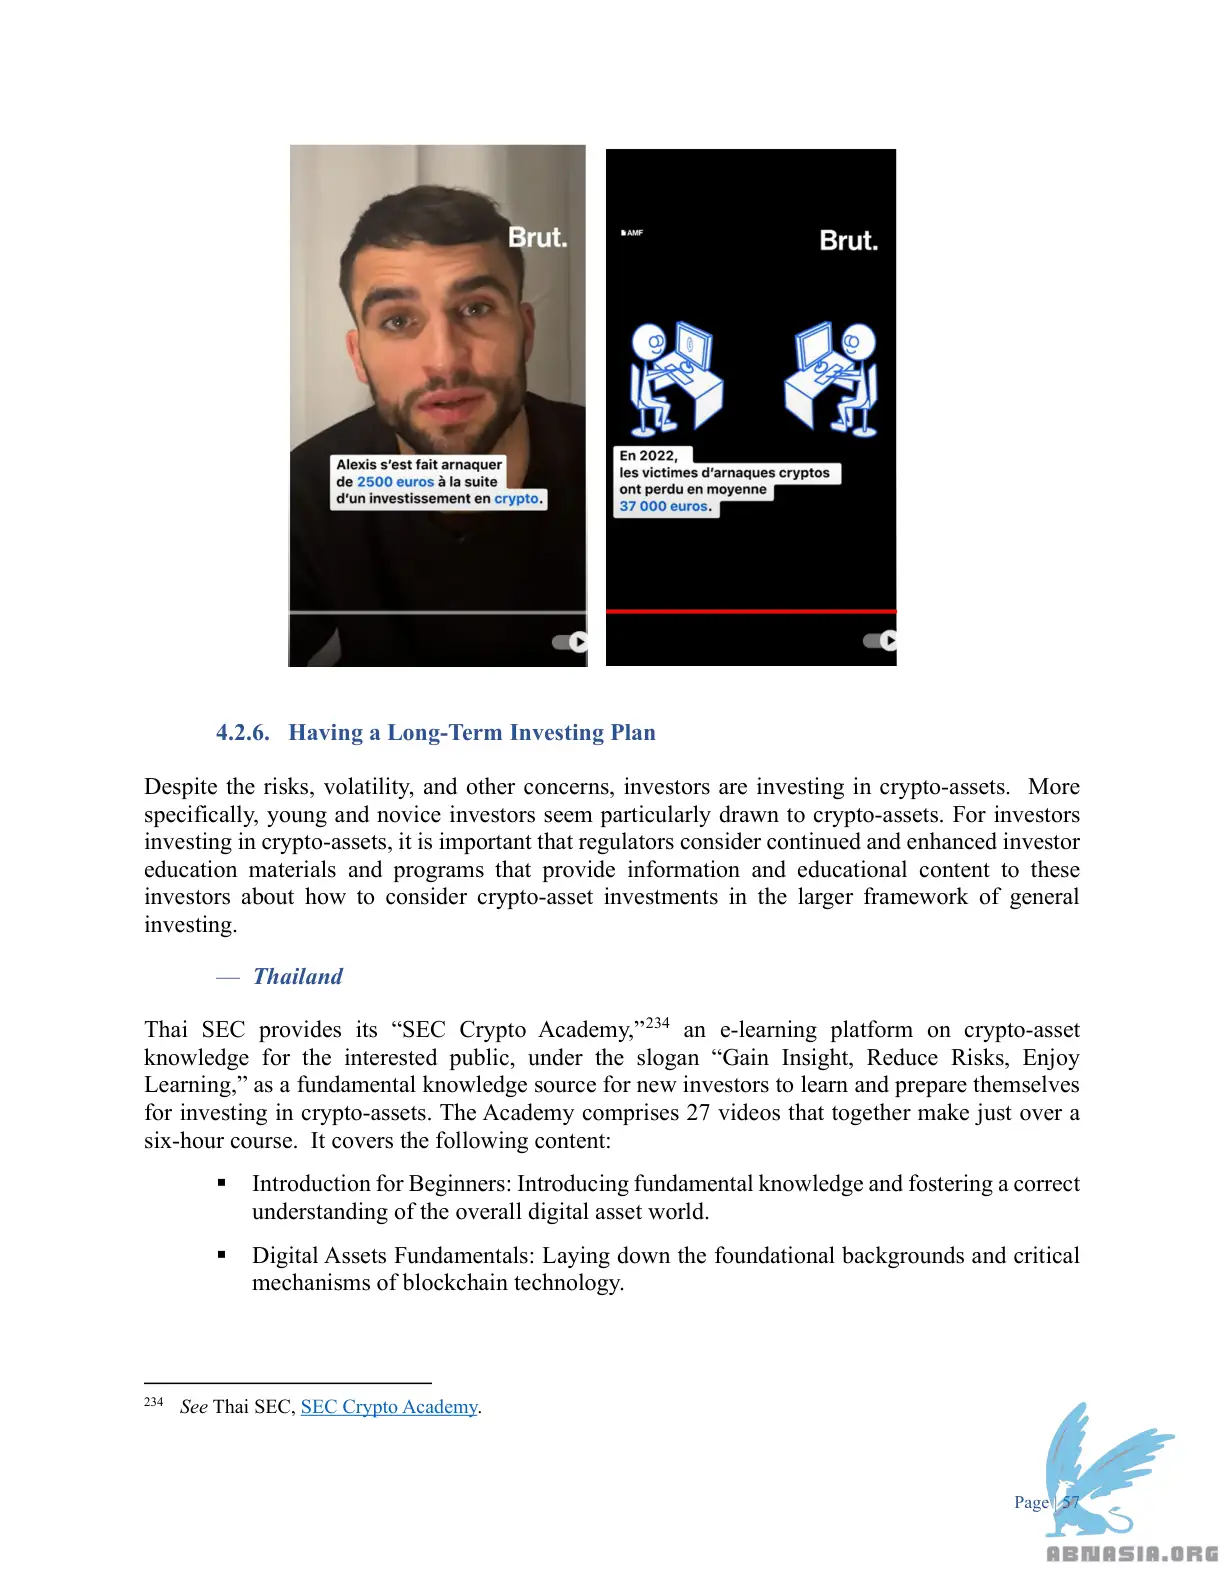 Brut.
Alexis s’est fait arnaquer
de 2500 euros à la suite
d’un investissement en crypto.
AMF
Brut.
En 2022,
les victimes d’arnaques cryptos
ont perdu en moyenne
37 000 euros.
4.2.6. Having a Long-Term Investing Plan
Despite the risks, volatility, and other concerns, investors are investing in crypto-assets. More
specifically, young and novice investors seem particularly drawn to crypto-assets. For investors
investing in crypto-assets, it is important that regulators consider continued and enhanced investor
education materials and programs that provide information and educational content to these
investors about how to consider crypto-asset investments in the larger framework of general
investing.
— Thailand
Thai SEC provides its “SEC Crypto Academy,”234 an e-learning platform on crypto-asset
knowledge for the interested public, under the slogan “Gain Insight, Reduce Risks, Enjoy
Learning,” as a fundamental knowledge source for new investors to learn and prepare themselves
for investing in crypto-assets. The Academy comprises 27 videos that together make just over a
six-hour course. It covers the following content:
▪ Introduction for Beginners: Introducing fundamental knowledge and fostering a correct
understanding of the overall digital asset world.
▪ Digital Assets Fundamentals: Laying down the foundational backgrounds and critical
mechanisms of blockchain technology.
234 See Thai SEC, SEC Crypto Academy.
Page | 57
ABNASIA.ORG